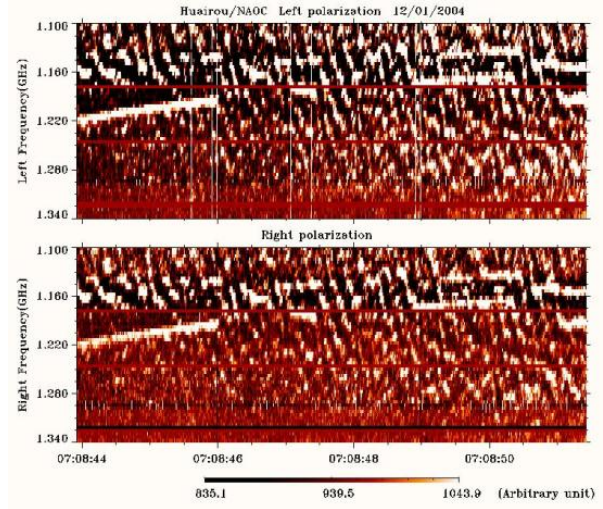 Huairou/NAOC Left polarization 12/01/2004
1.100
1.160
1.220
1.280
1.340
Left Frequency(GHz)
Right polarization
1.100
1.160
1.220
1.280
1.340
Right Frequency(GHz)
07:08:44 07:08:46 07:08:48 07:08:50
835.1 939.5 1043.9 (Arbitrary unit)